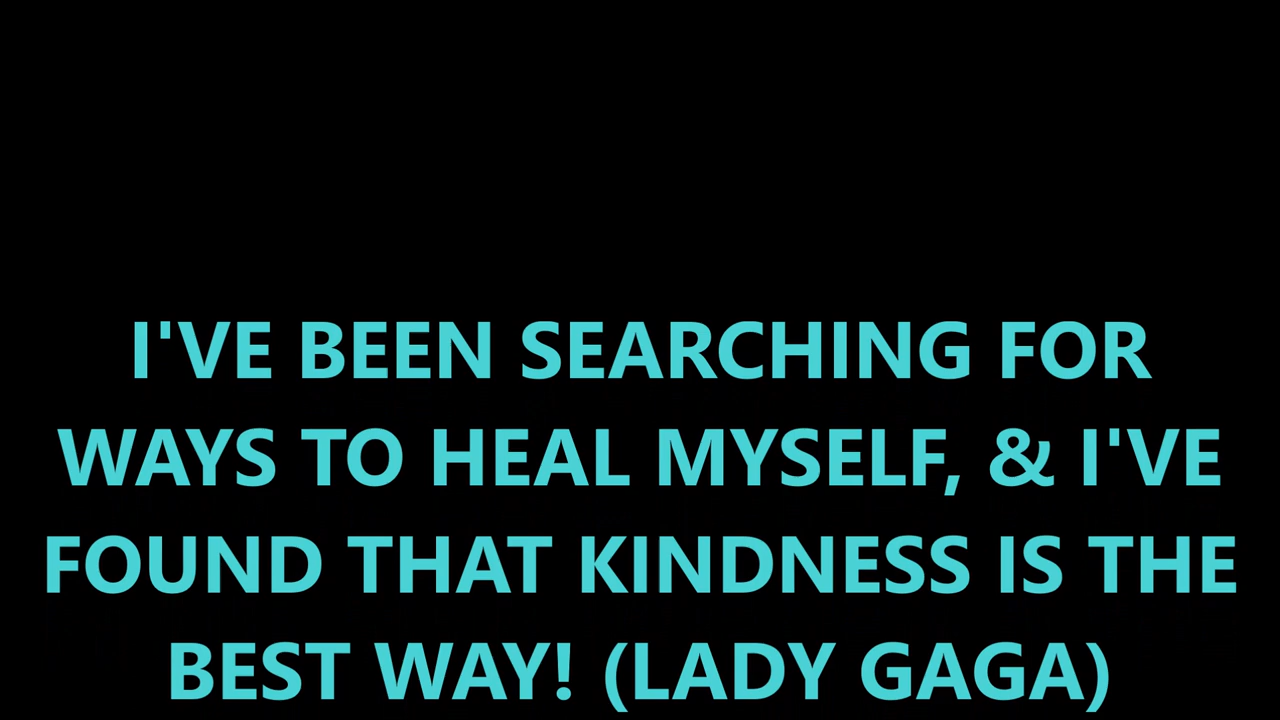 I'VE BEEN SEARCHING FOR
WAYS TO HEAL MYSELF, & I'VE
FOUND THAT KINDNESS IS THE
BEST WAY! (LADY GAGA)